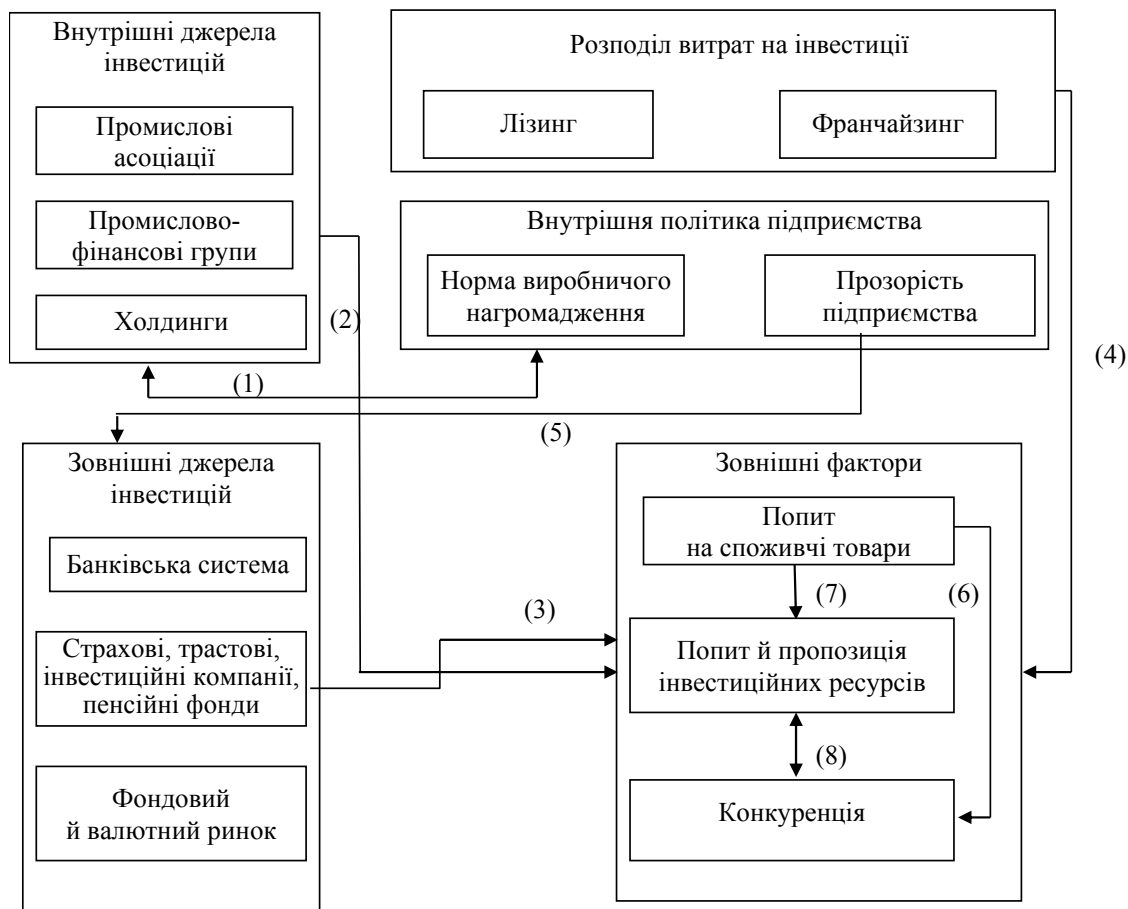 Внутрішні джерела
інвестицій
Промислові
асоціації
Промислово-
фінансові групи
Холдинги
Розподіл витрат на інвестиції
Лізинг
Франчайзинг
Внутрішня політика підприємства
Норма виробничого
нагромадження
Прозорість
підприємства
(2)
(4)
(1)
(5)
Зовнішні джерела
інвестицій
Банківська система
Страхові, трастові,
інвестиційні компанії,
пенсійні фонди
Фондовий
й валютний ринок
(3)
Зовнішні фактори
Попит
на споживчі товари
(7)
(6)
Попит й пропозиція
інвестиційних ресурсів
(8)
Конкуренція